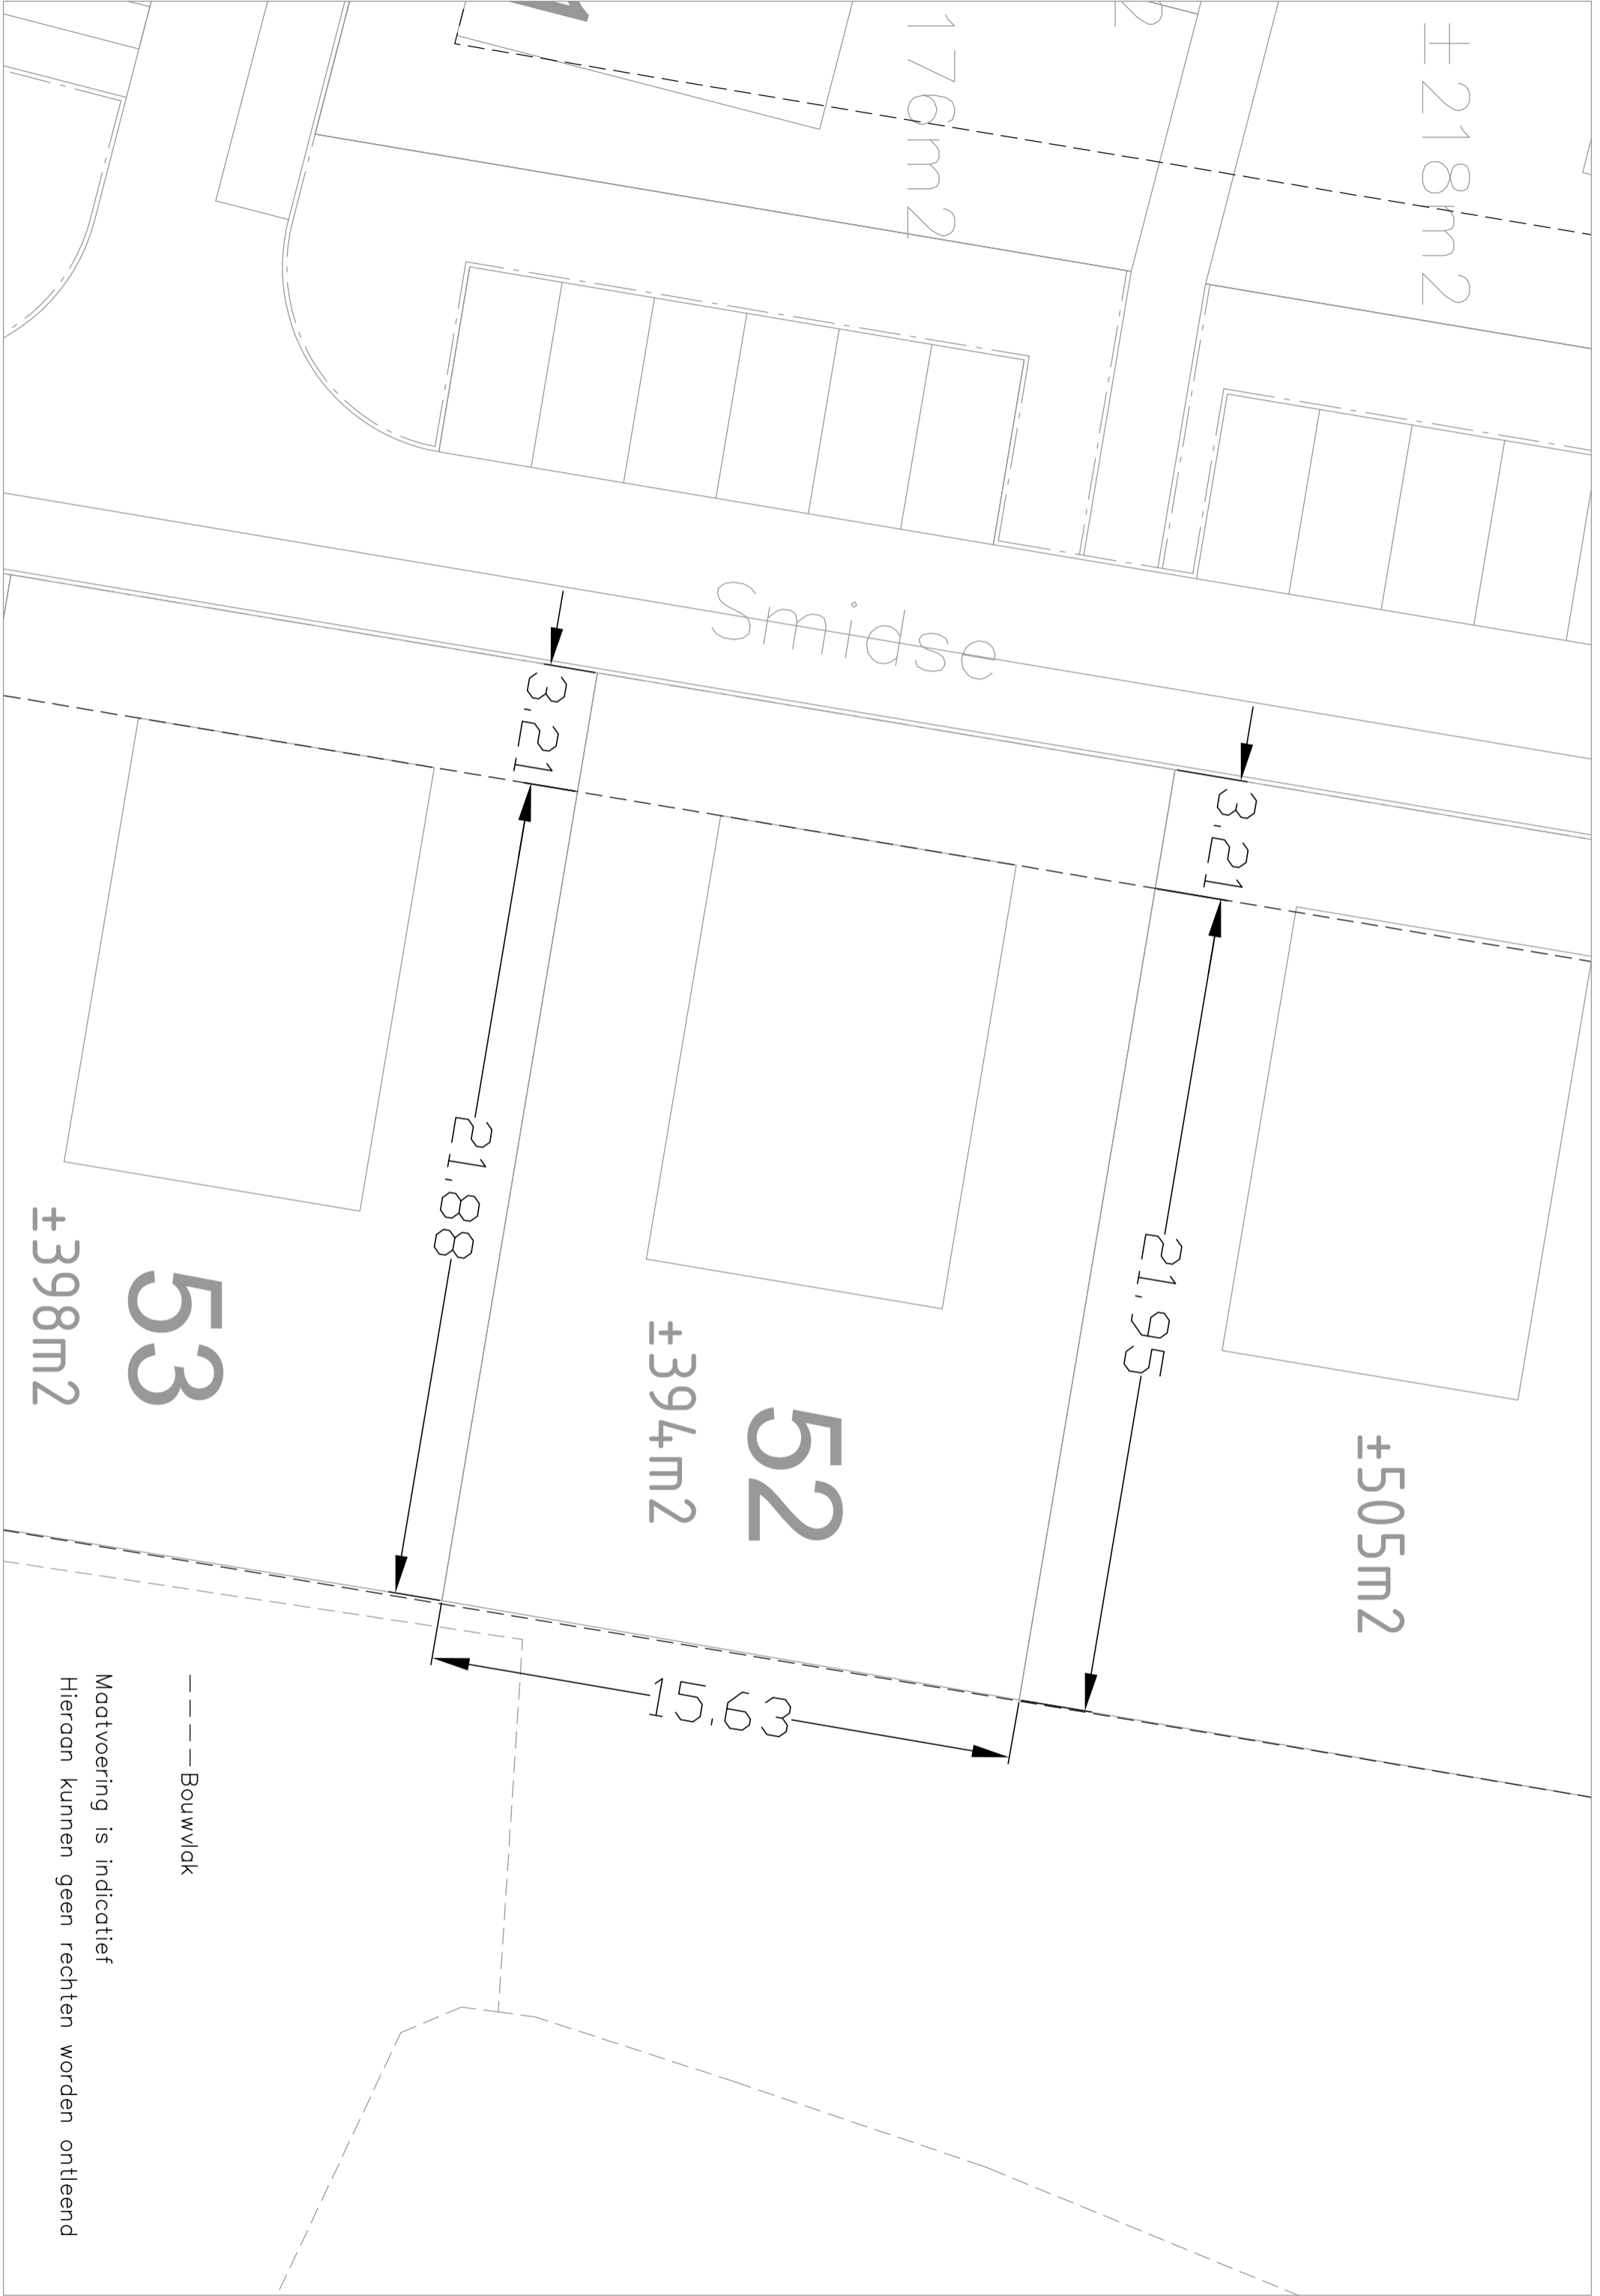 ±218m2
176m2
Smidse
3.21
3.21
21.95
21.88
±505m2
52
±394m2
53
±398m2
15.63
Bouwvlak
Maatvoering is indicatief
Hieraan kunnen geen rechten worden ontleend